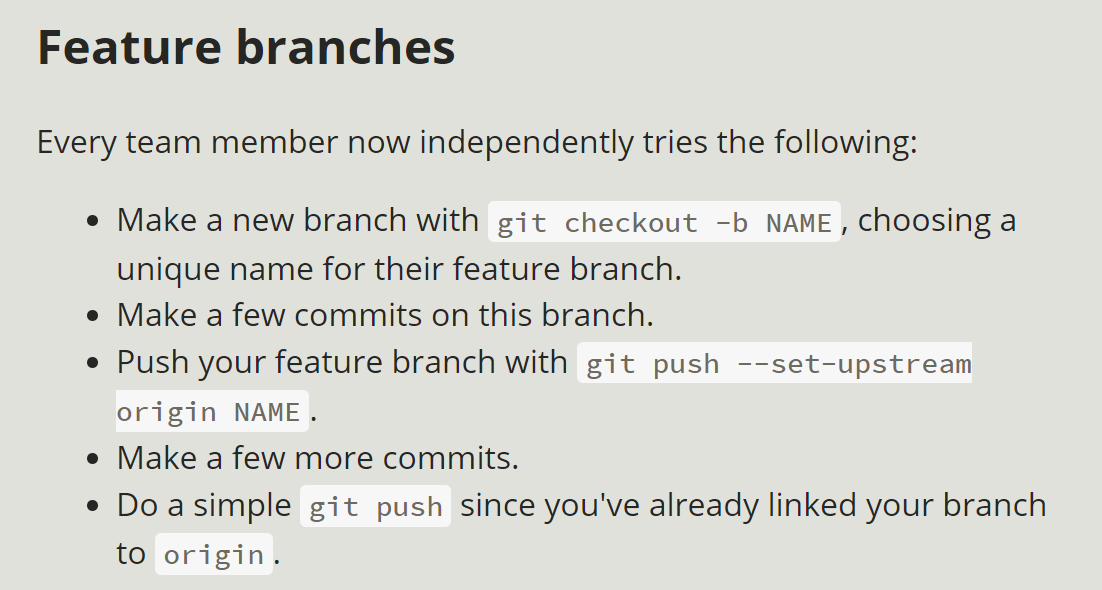 Feature branches
Every team member now independently tries the following:
• Make a new branch with git checkout -b NAME, choosing a
unique name for their feature branch.
• Make a few commits on this branch.
• Push your feature branch with git push --set-upstream
origin NAME.
• Make a few more commits.
• Do a simple git push since you've already linked your branch
to origin.